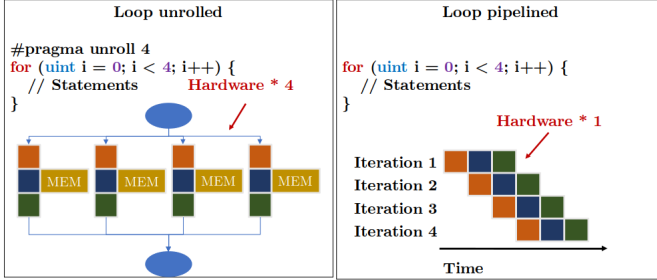 Loop unrolled
#pragma unroll 4
for (uint i = 0; i < 4; i++) {
// Statements
}
Hardware * 4
MEM MEM MEM MEM
Loop pipelined
for (uint i = 0; i < 4; i++) {
// Statements
}
Hardware * 1
Iteration 1
Iteration 2
Iteration 3
Iteration 4
Time